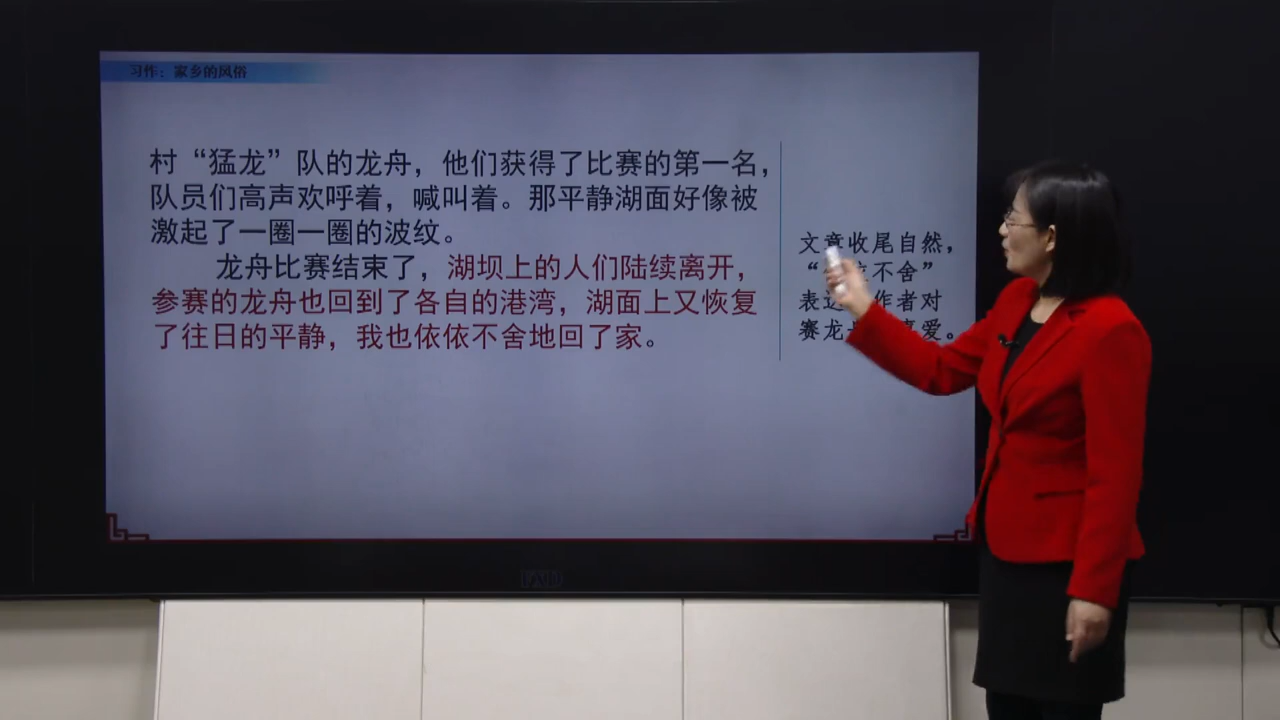 习作：家乡的风俗
村“猛龙”队的龙舟，他们获得了比赛的第一名，
队员们高声欢呼着，喊叫着。那平静湖面好像被
激起了一圈一圈的波纹。
龙舟比赛结束了，湖坝上的人们陆续离开，
参赛的龙舟也回到了各自的港湾，湖面上又恢复
了往日的平静，我也依依不舍地回了家。
文章收尾自然，
“依不舍”
表达 作者对
赛龙 喜爱。